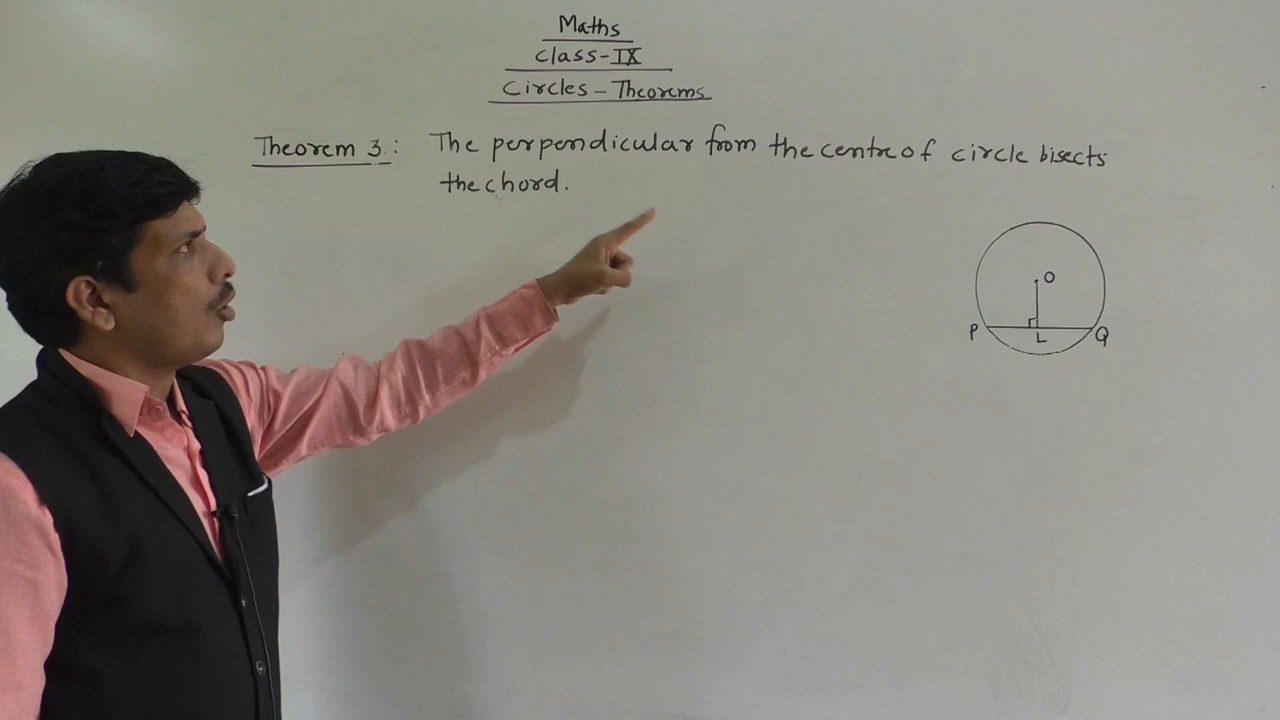 Maths
Class-IX
Circles - Theorems
Theorem 3: The perpendicular from the centre of circle bisects
the chord.
O
P L Q